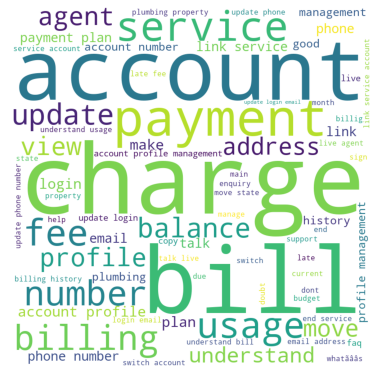 plumbing property
update phone
management
agent
service
phone
payment plan
account number
link service
good
service account
late fee
live
account
link service account
update login email
month
update
payment
billig
understand usage
live agent
view
make
address
link
account profile management
state
charge
main
sign
login
enquiry
move state
update phone number
property
help
update login
manage
fee
balance
history
end
email
copy
talk
support
profile
talk live
switch
late
bill
profile management
number
billing history
plumbing
due
current
doubt
dont
account profile
plan
usage
budget
end service
move
billing
login email
understand bill
email address
faq
phone number
switch account
understand
whatâââs